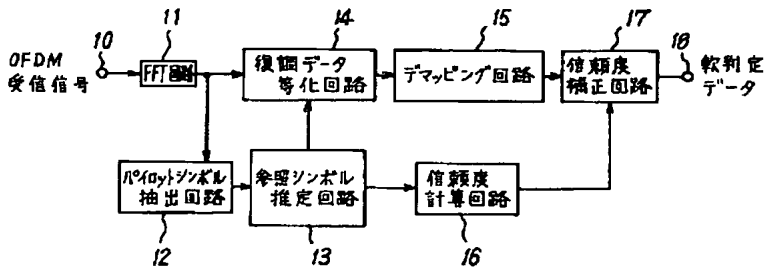 10
11
14
15
17
18
OFDM
受信信号
FFT回路
復調データ
等化回路
デマッピング回路
信頼度
補正回路
軟判定
データ
パイロットシンボル
抽出回路
参照シンボル
推定回路
信頼度
計算回路
12
13
16